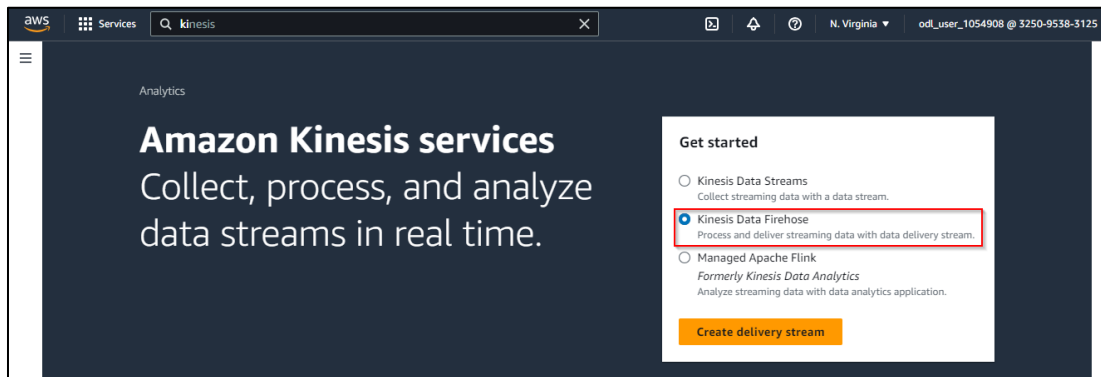 aws Services kinesis N. Virginia ▼ odl_user_1054908 @ 3250-9538-3125
Analytics
Amazon Kinesis services
Collect, process, and analyze
data streams in real time.
Get started
Kinesis Data Streams
Collect streaming data with a data stream.
Kinesis Data Firehose
Process and deliver streaming data with data delivery stream.
Managed Apache Flink
Formerly Kinesis Data Analytics
Analyze streaming data with data analytics application.
Create delivery stream